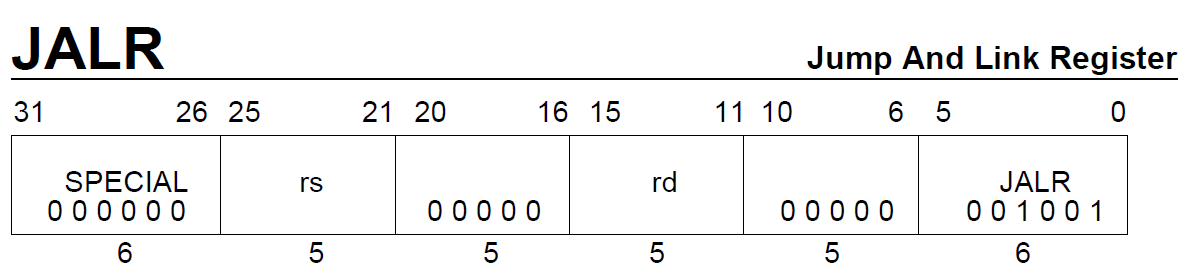 JALR Jump And Link Register
31 26 25 21 20 16 15 11 10 6 5 0
SPECIAL rs rd JALR
0 0 0 0 0 0 0 0 0 0 0 0 0 0 0 0 0 0 1 0 0 1
6 5 5 5 5 6